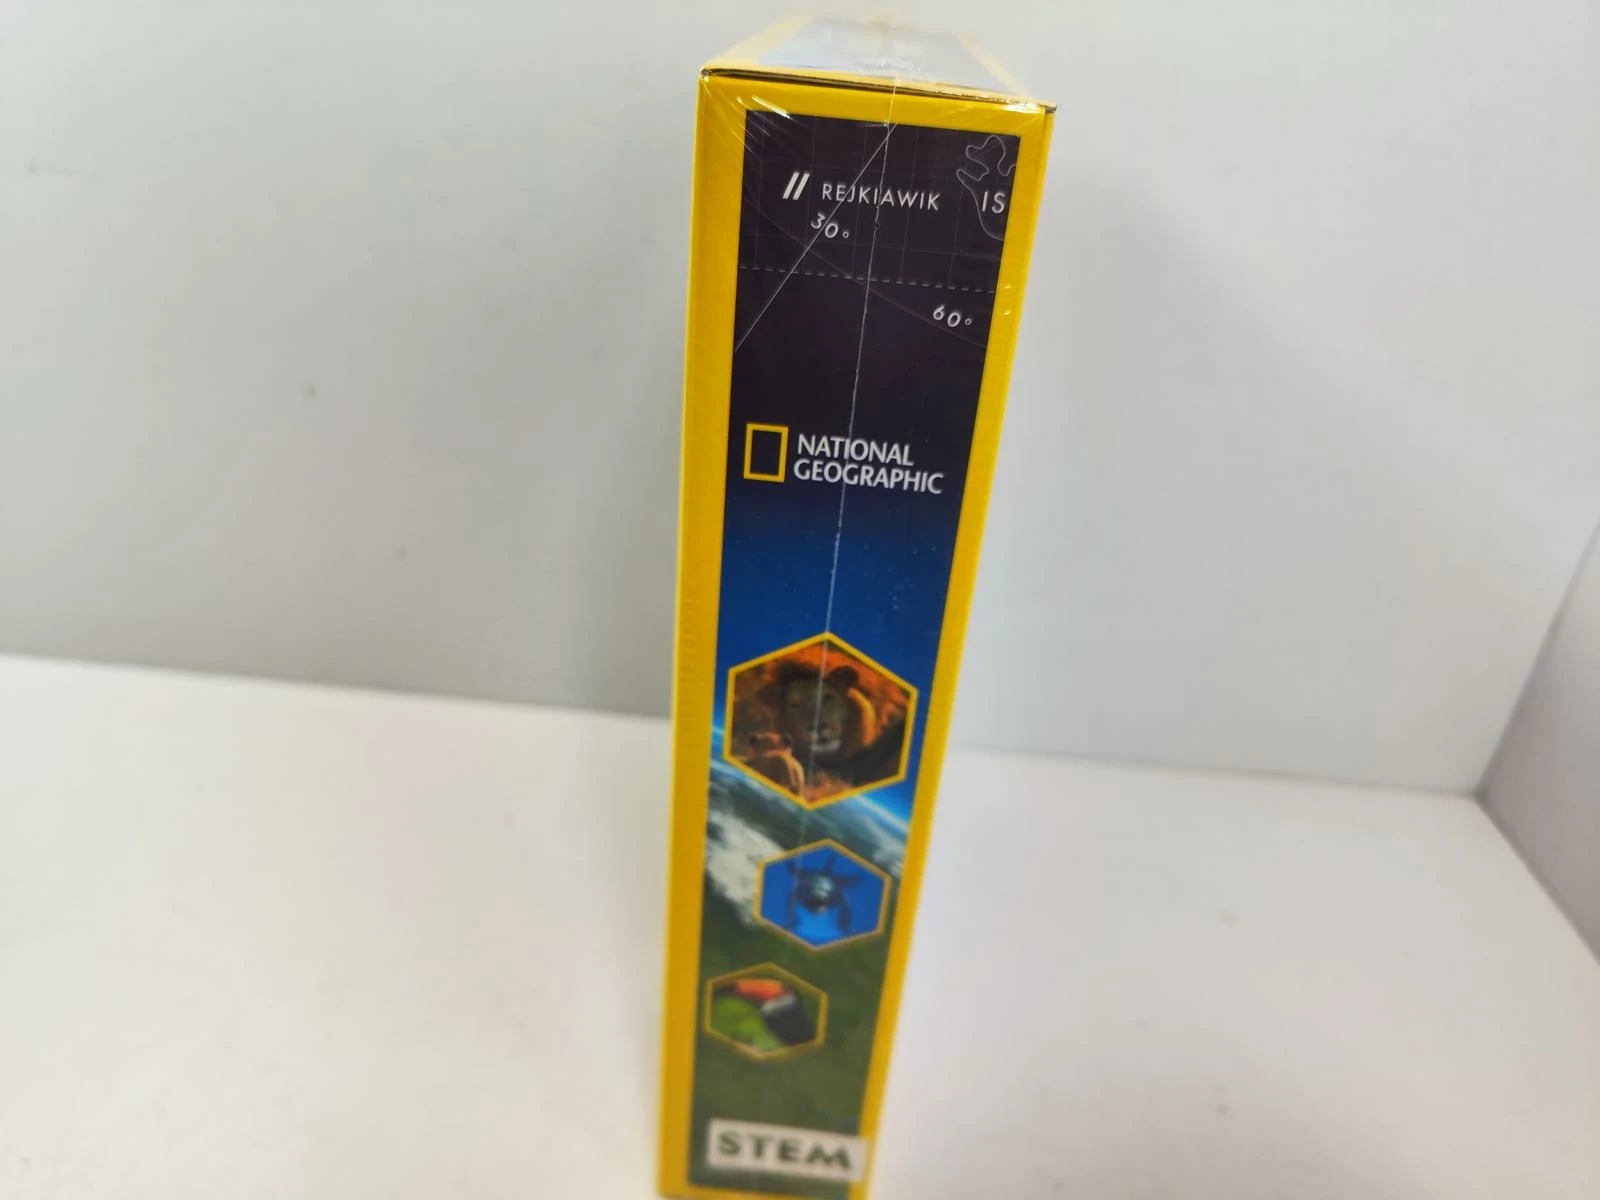 // REJKIAWIK IS
30°
60°
NATIONAL
GEOGRAPHIC
STEM